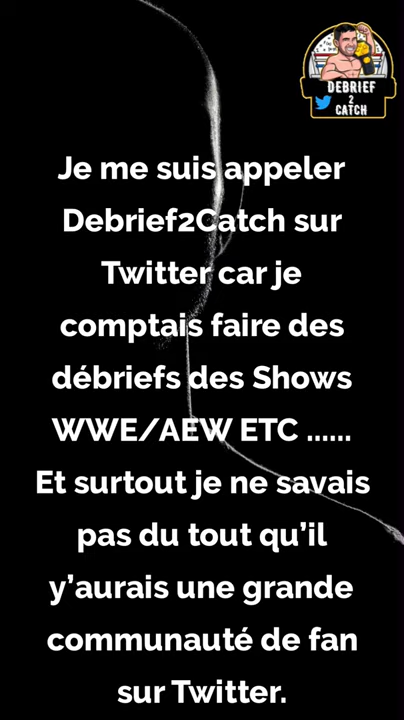 DEBRIEF
2
CATCH
Je me suis appeler
Debrief2Catch sur
Twitter car je
comptais faire des
débriefs des Shows
WWE/AEW ETC ......
Et surtout je ne savais
pas du tout qu'il
y'aurais une grande
communauté de fan
sur Twitter.